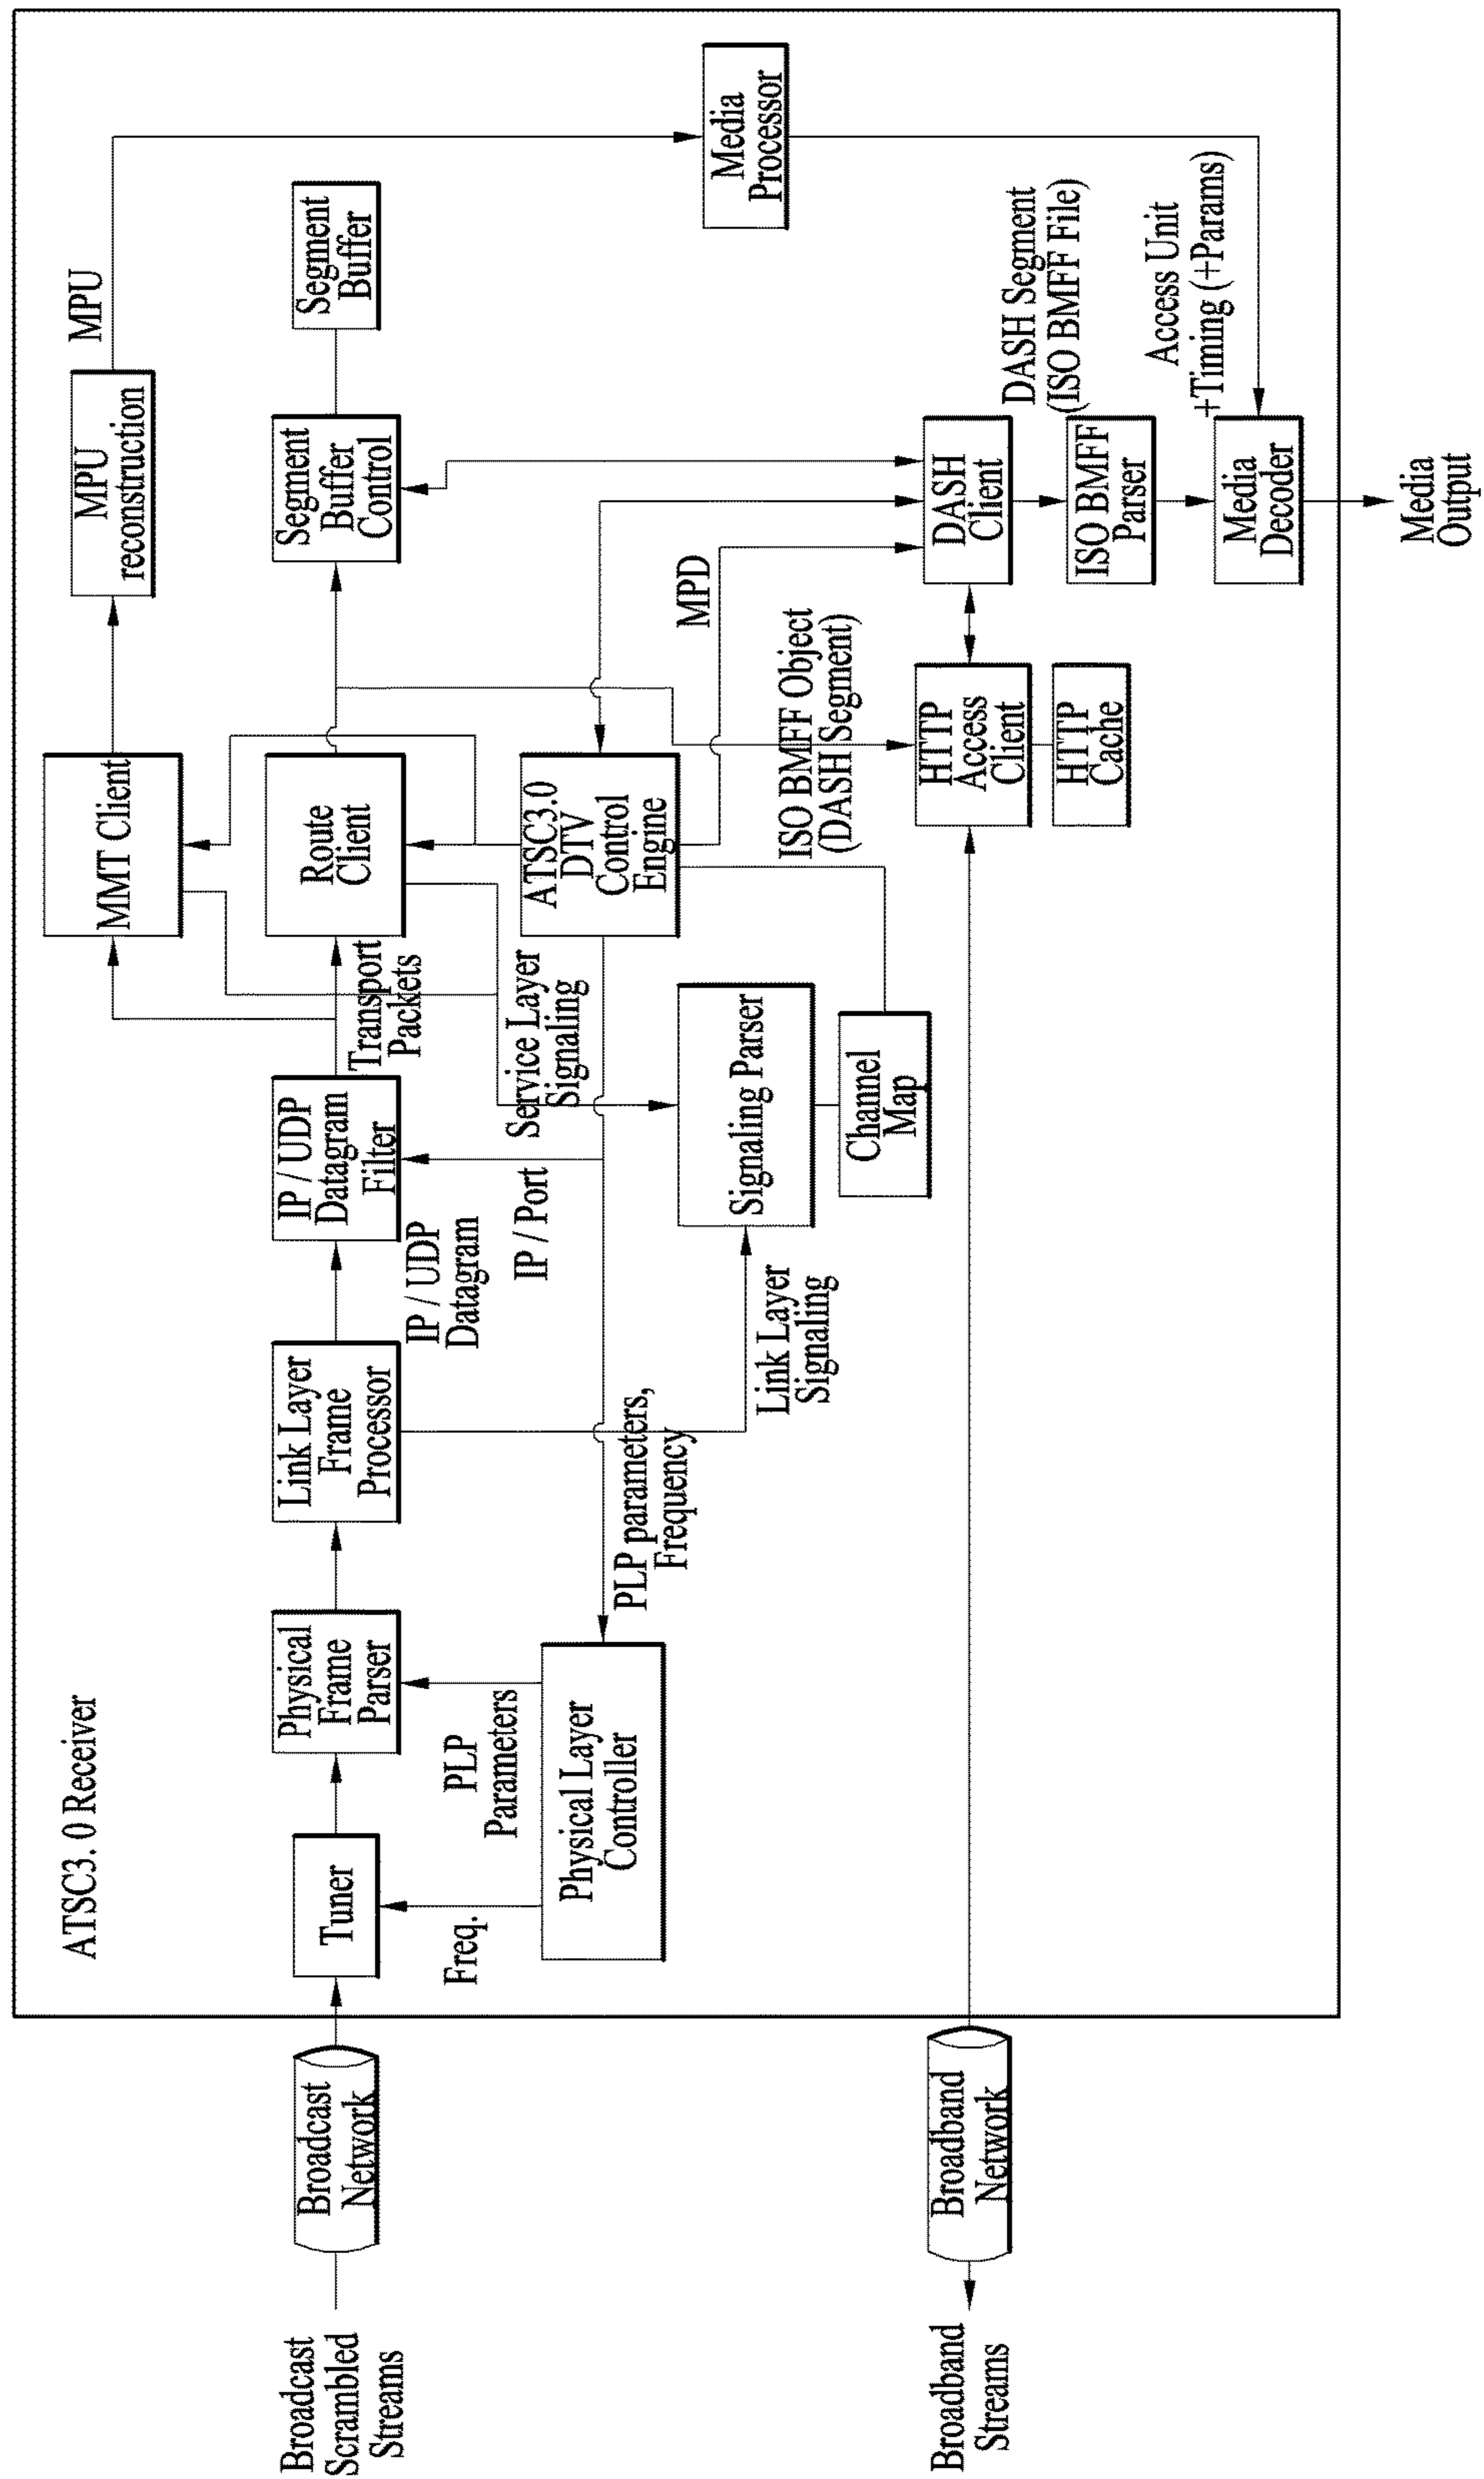 ATSC3. 0 Receiver
Broadcast
Scrambled
Streams
Broadcast
Network
Tuner
Freq.
Physical
Frame
Parser
PLP
Parameters
Physical Layer
Controller
Link Layer
Frame
Processor
PLP parameters,
Frequency
IP / UDP
Datagram
IP / UDP
Datagram
Filter
IP / Port
Transport
Packets
Service Layer
Signaling
Link Layer
Signaling
Signaling Parser
Channel
Map
MMT Client
Route
Client
ATSC3.0
DTV
Control
Engine
MPU
reconstruction
MPU
Segment
Buffer
Control
Segment
Buffer
Media
Processor
MPD
ISO BMFF Object
(DASH Segment)
Broadband
Streams
Broadband
Network
HTTP
Access
Client
HTTP
Cache
DASH
Client
DASH Segment
(ISO BMFF File)
ISO BMFF
Parser
Access Unit
+Timing (+Params)
Media
Decoder
Media
Output